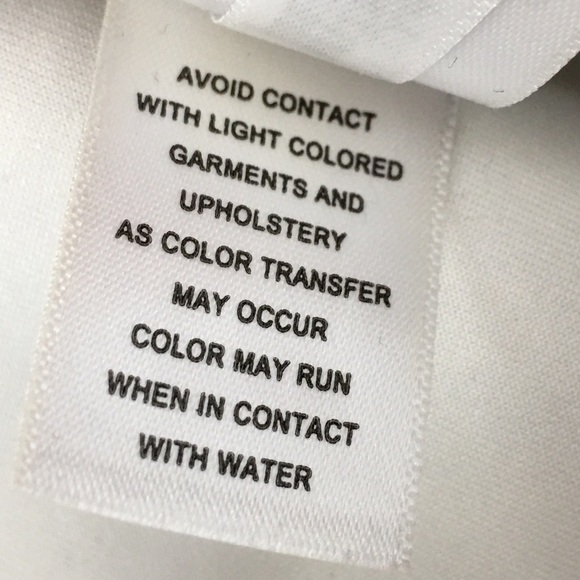 AVOID CONTACT
WITH LIGHT COLORED
GARMENTS AND
UPHOLSTERY
AS COLOR TRANSFER
MAY OCCUR
COLOR MAY RUN
WHEN IN CONTACT
WITH WATER